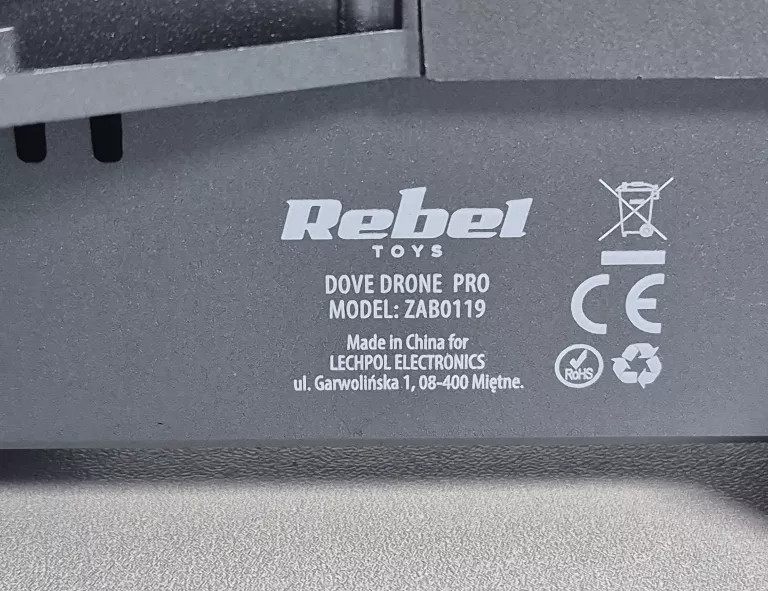 Rebel
TOYS
DOVE DRONE PRO
MODEL: ZAB0119
Made in China for
LECHPOL ELECTRONICS
ul. Garwolińska 1, 08-400 Miętne.
CE
RoHS